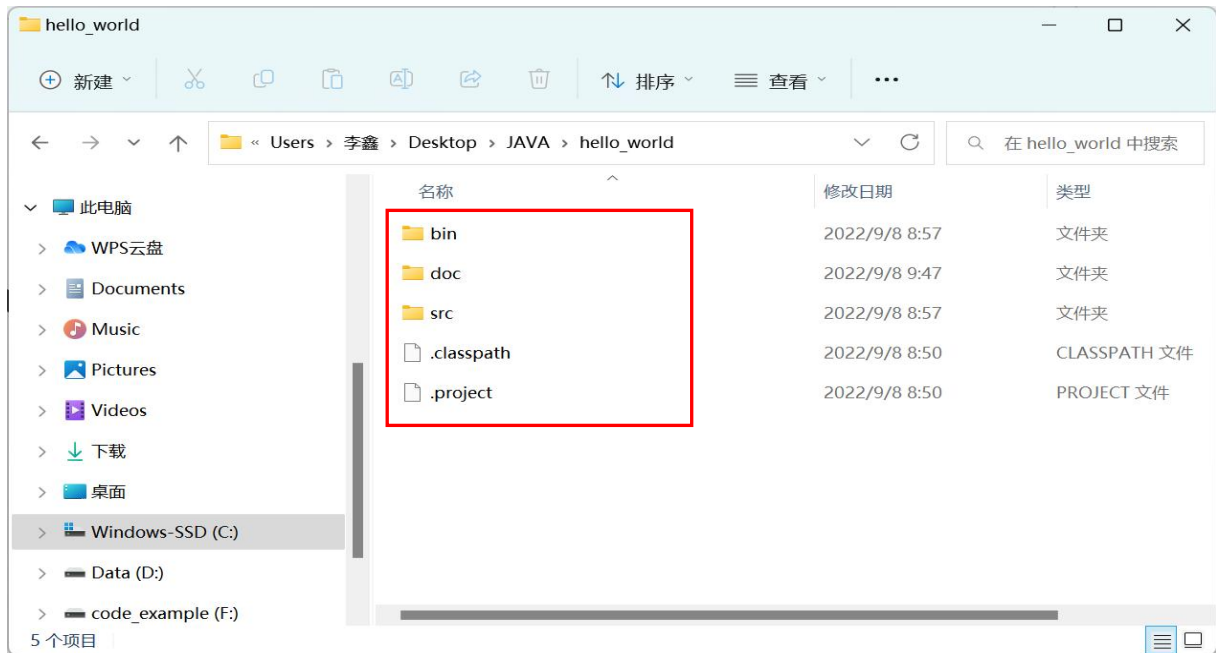 hello_world
新建 排序 查看 ...
« Users › 李鑫 › Desktop › JAVA › hello_world 在 hello_world 中搜索
名称 修改日期 类型
此电脑
bin 2022/9/8 8:57 文件夹
WPS云盘
doc 2022/9/8 9:47 文件夹
Documents
src 2022/9/8 8:57 文件夹
Music
.classpath 2022/9/8 8:50 CLASSPATH 文件
Pictures
.project 2022/9/8 8:50 PROJECT 文件
Videos
下载
桌面
Windows-SSD (C:)
Data (D:)
code_example (F:)
5 个项目